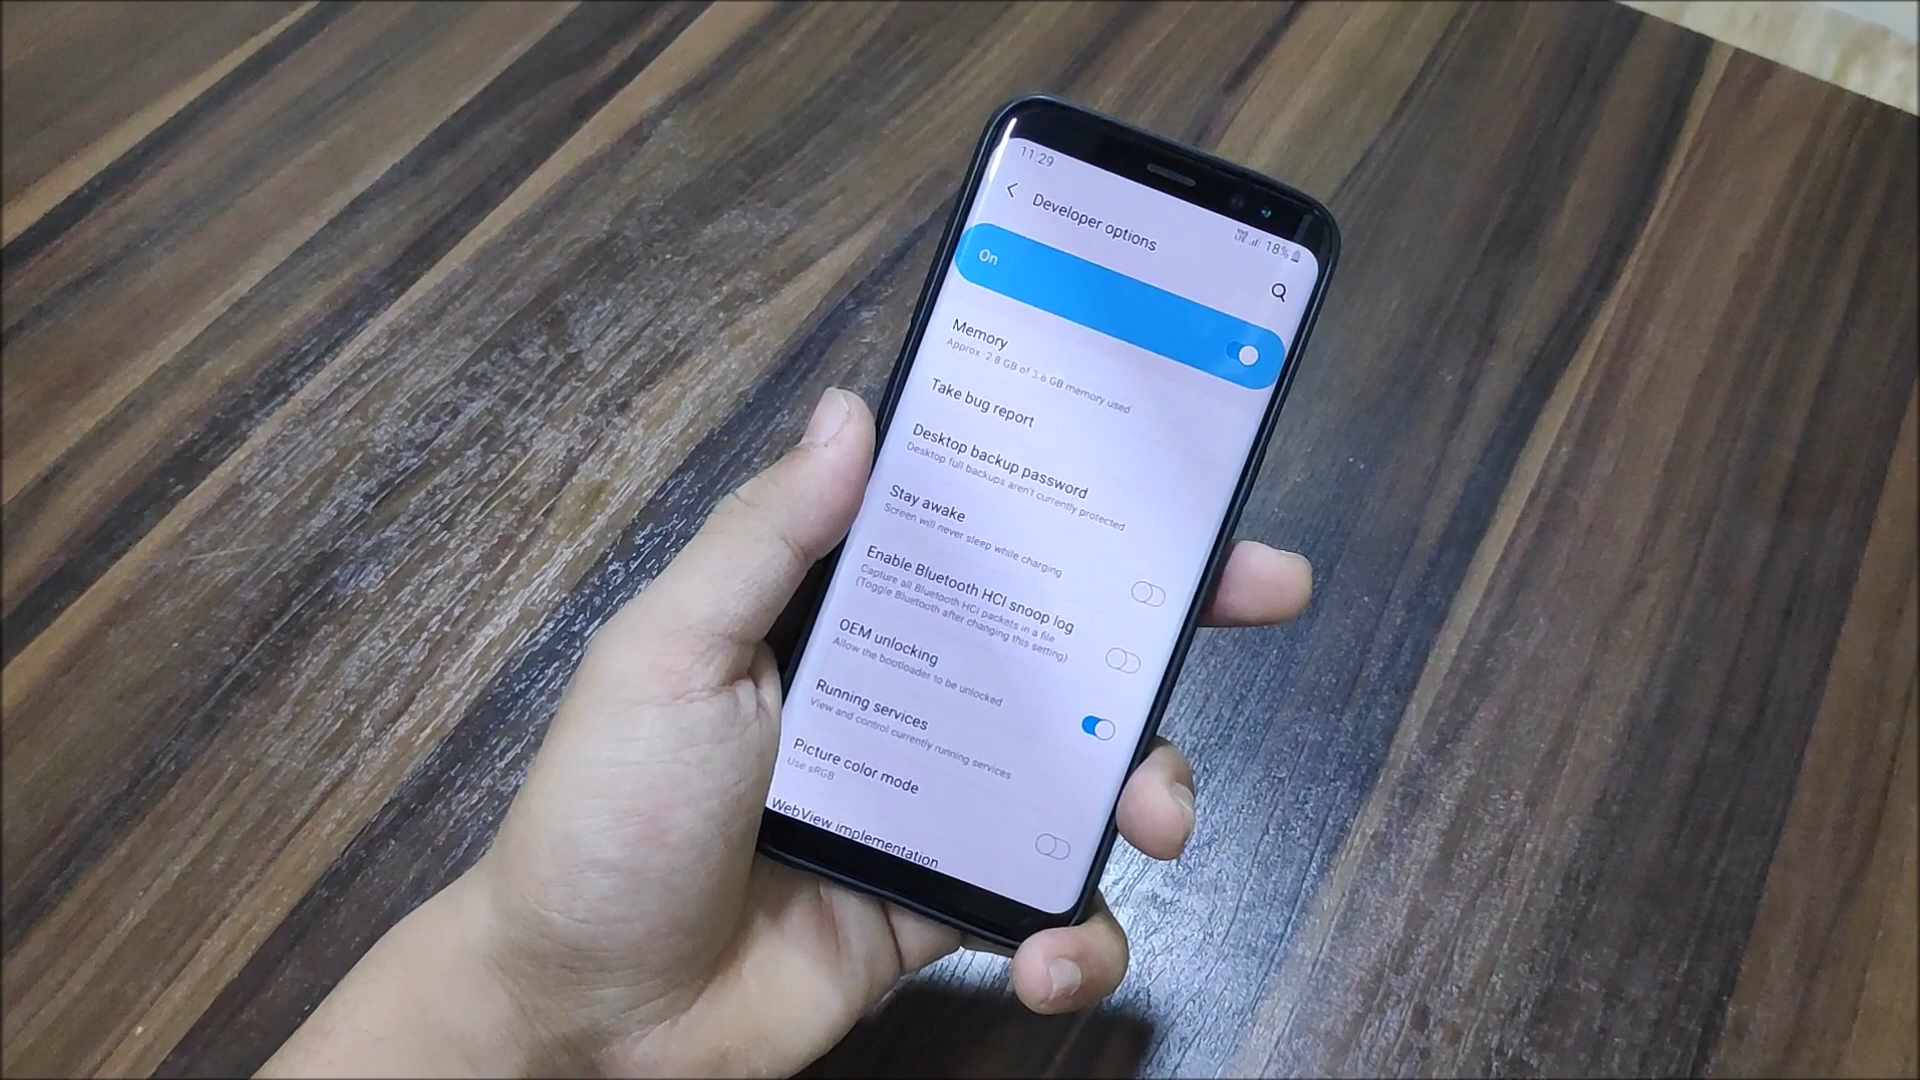 11:29
VoLTE 18%
Developer options
On
Memory
Approx. 2.8 GB of 3.6 GB memory used
Take bug report
Desktop backup password
Desktop full backups aren't currently protected
Stay awake
Screen will never sleep while charging
Enable Bluetooth HCI snoop log
Capture all Bluetooth HCI packets in a file
(Toggle Bluetooth after changing this setting)
OEM unlocking
Allow the bootloader to be unlocked
Running services
View and control currently running services
Picture color mode
Use sRGB
WebView implementation